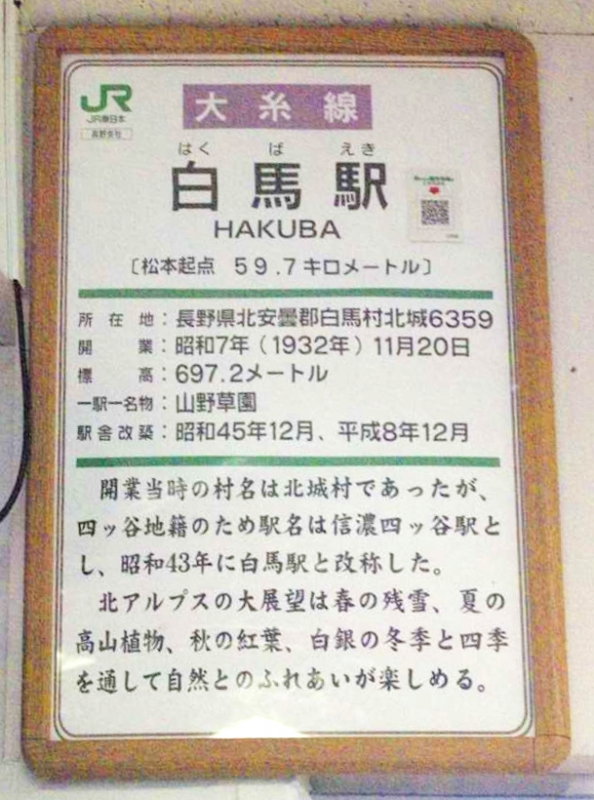 JR
JR東日本
長野支社
大糸線
はくばえき
白馬駅
HAKUBA
〔松本起点 59.7キロメートル〕
所在地：長野県北安曇郡白馬村北城6359
開業：昭和7年（1932年）11月20日
標高：697.2メートル
一駅一名物：山野草園
駅舎改築：昭和45年12月、平成8年12月
開業当時の村名は北城村であったが、
四ッ谷地籍のため駅名は信濃四ッ谷駅と
し、昭和43年に白馬駅と改称した。
北アルプスの大展望は春の残雪、夏の
高山植物、秋の紅葉、白銀の冬季と四季
を通して自然とのふれあいが楽しめる。